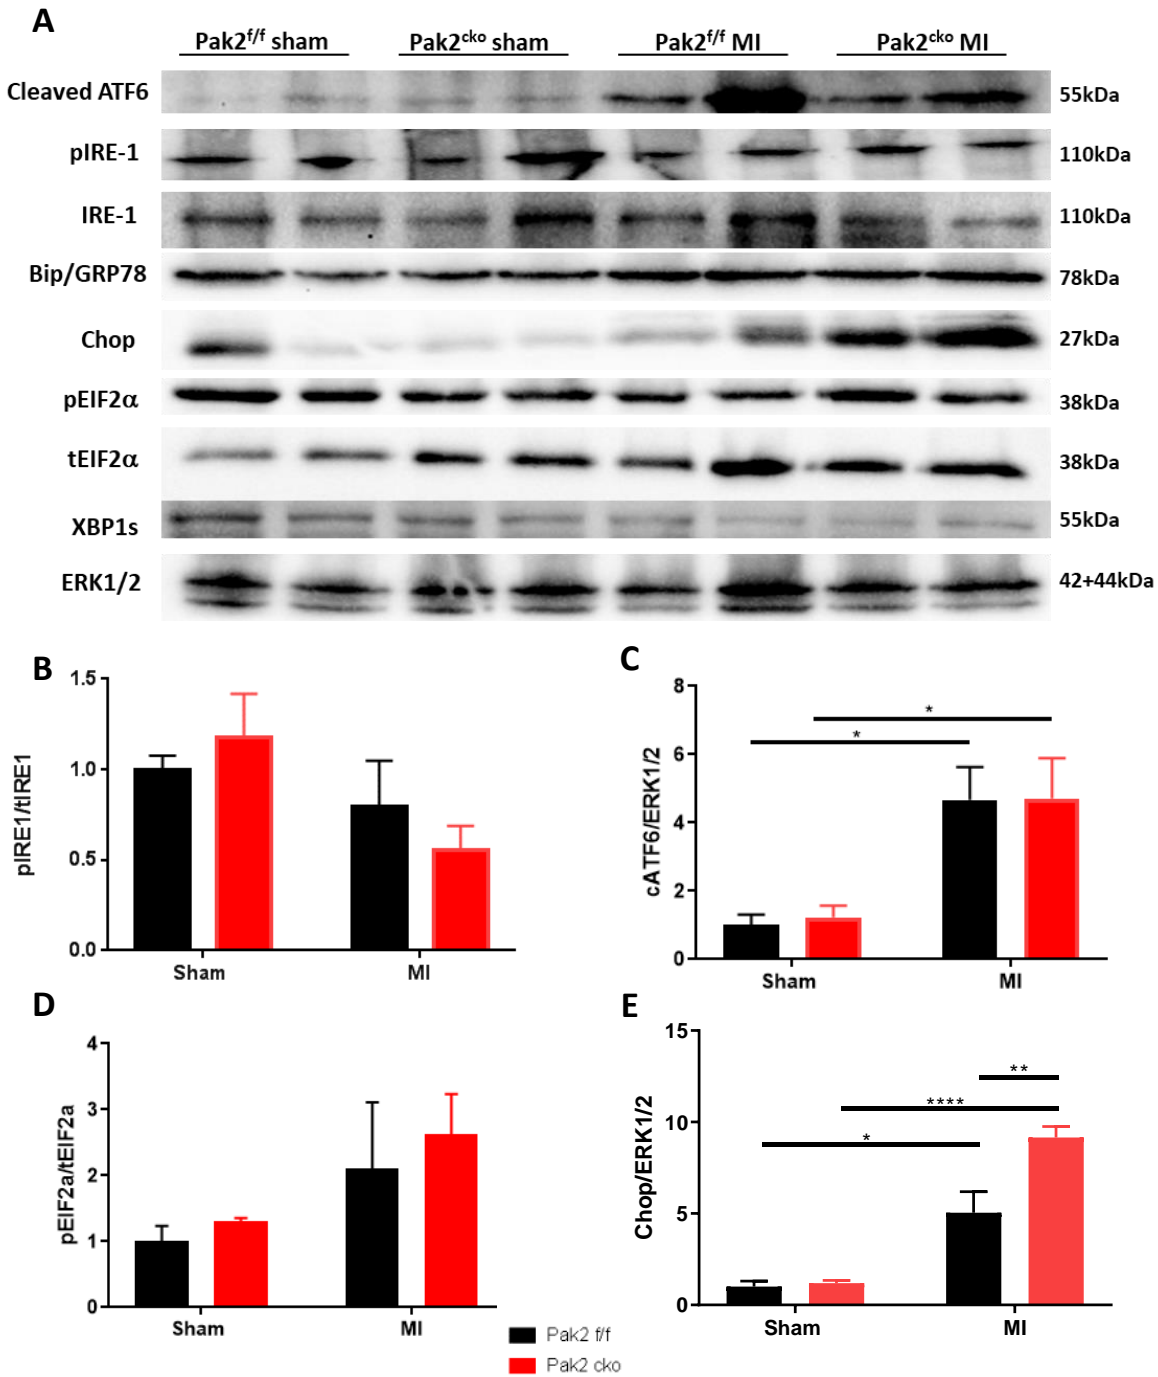 A
Pak2f/f sham Pak2cko sham Pak2f/f MI Pak2cko MI
Cleaved ATF6 55kDa
pIRE-1 110kDa
IRE-1 110kDa
Bip/GRP78 78kDa
Chop 27kDa
pEIF2α 38kDa
tEIF2α 38kDa
XBP1s 55kDa
ERK1/2 42+44kDa
B
pIRE1/tIRE1
1.5
1.0
0.5
0.0
Sham MI
C
cATF6/ERK1/2
8
6
4
2
0
*
*
Sham MI
D
pEIF2a/tEIF2a
4
3
2
1
0
Sham MI
E
Chop/ERK1/2
15
10
5
0
**
****
*
Sham MI
Pak2 f/f
Pak2 cko